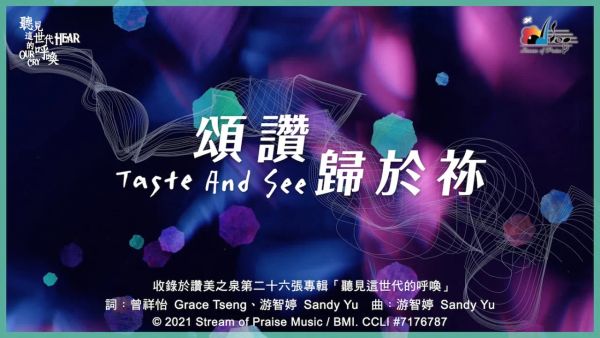 聽見這世代的呼喚 HEAR OUR CRY
Stream of Praise
頌讚
Taste And See 歸於祢
收錄於讚美之泉第二十六張專輯「聽見這世代的呼喚」
詞：曾祥怡 Grace Tseng、游智婷 Sandy Yu 曲：游智婷 Sandy Yu
© 2021 Stream of Praise Music / BMI. CCLI #7176787